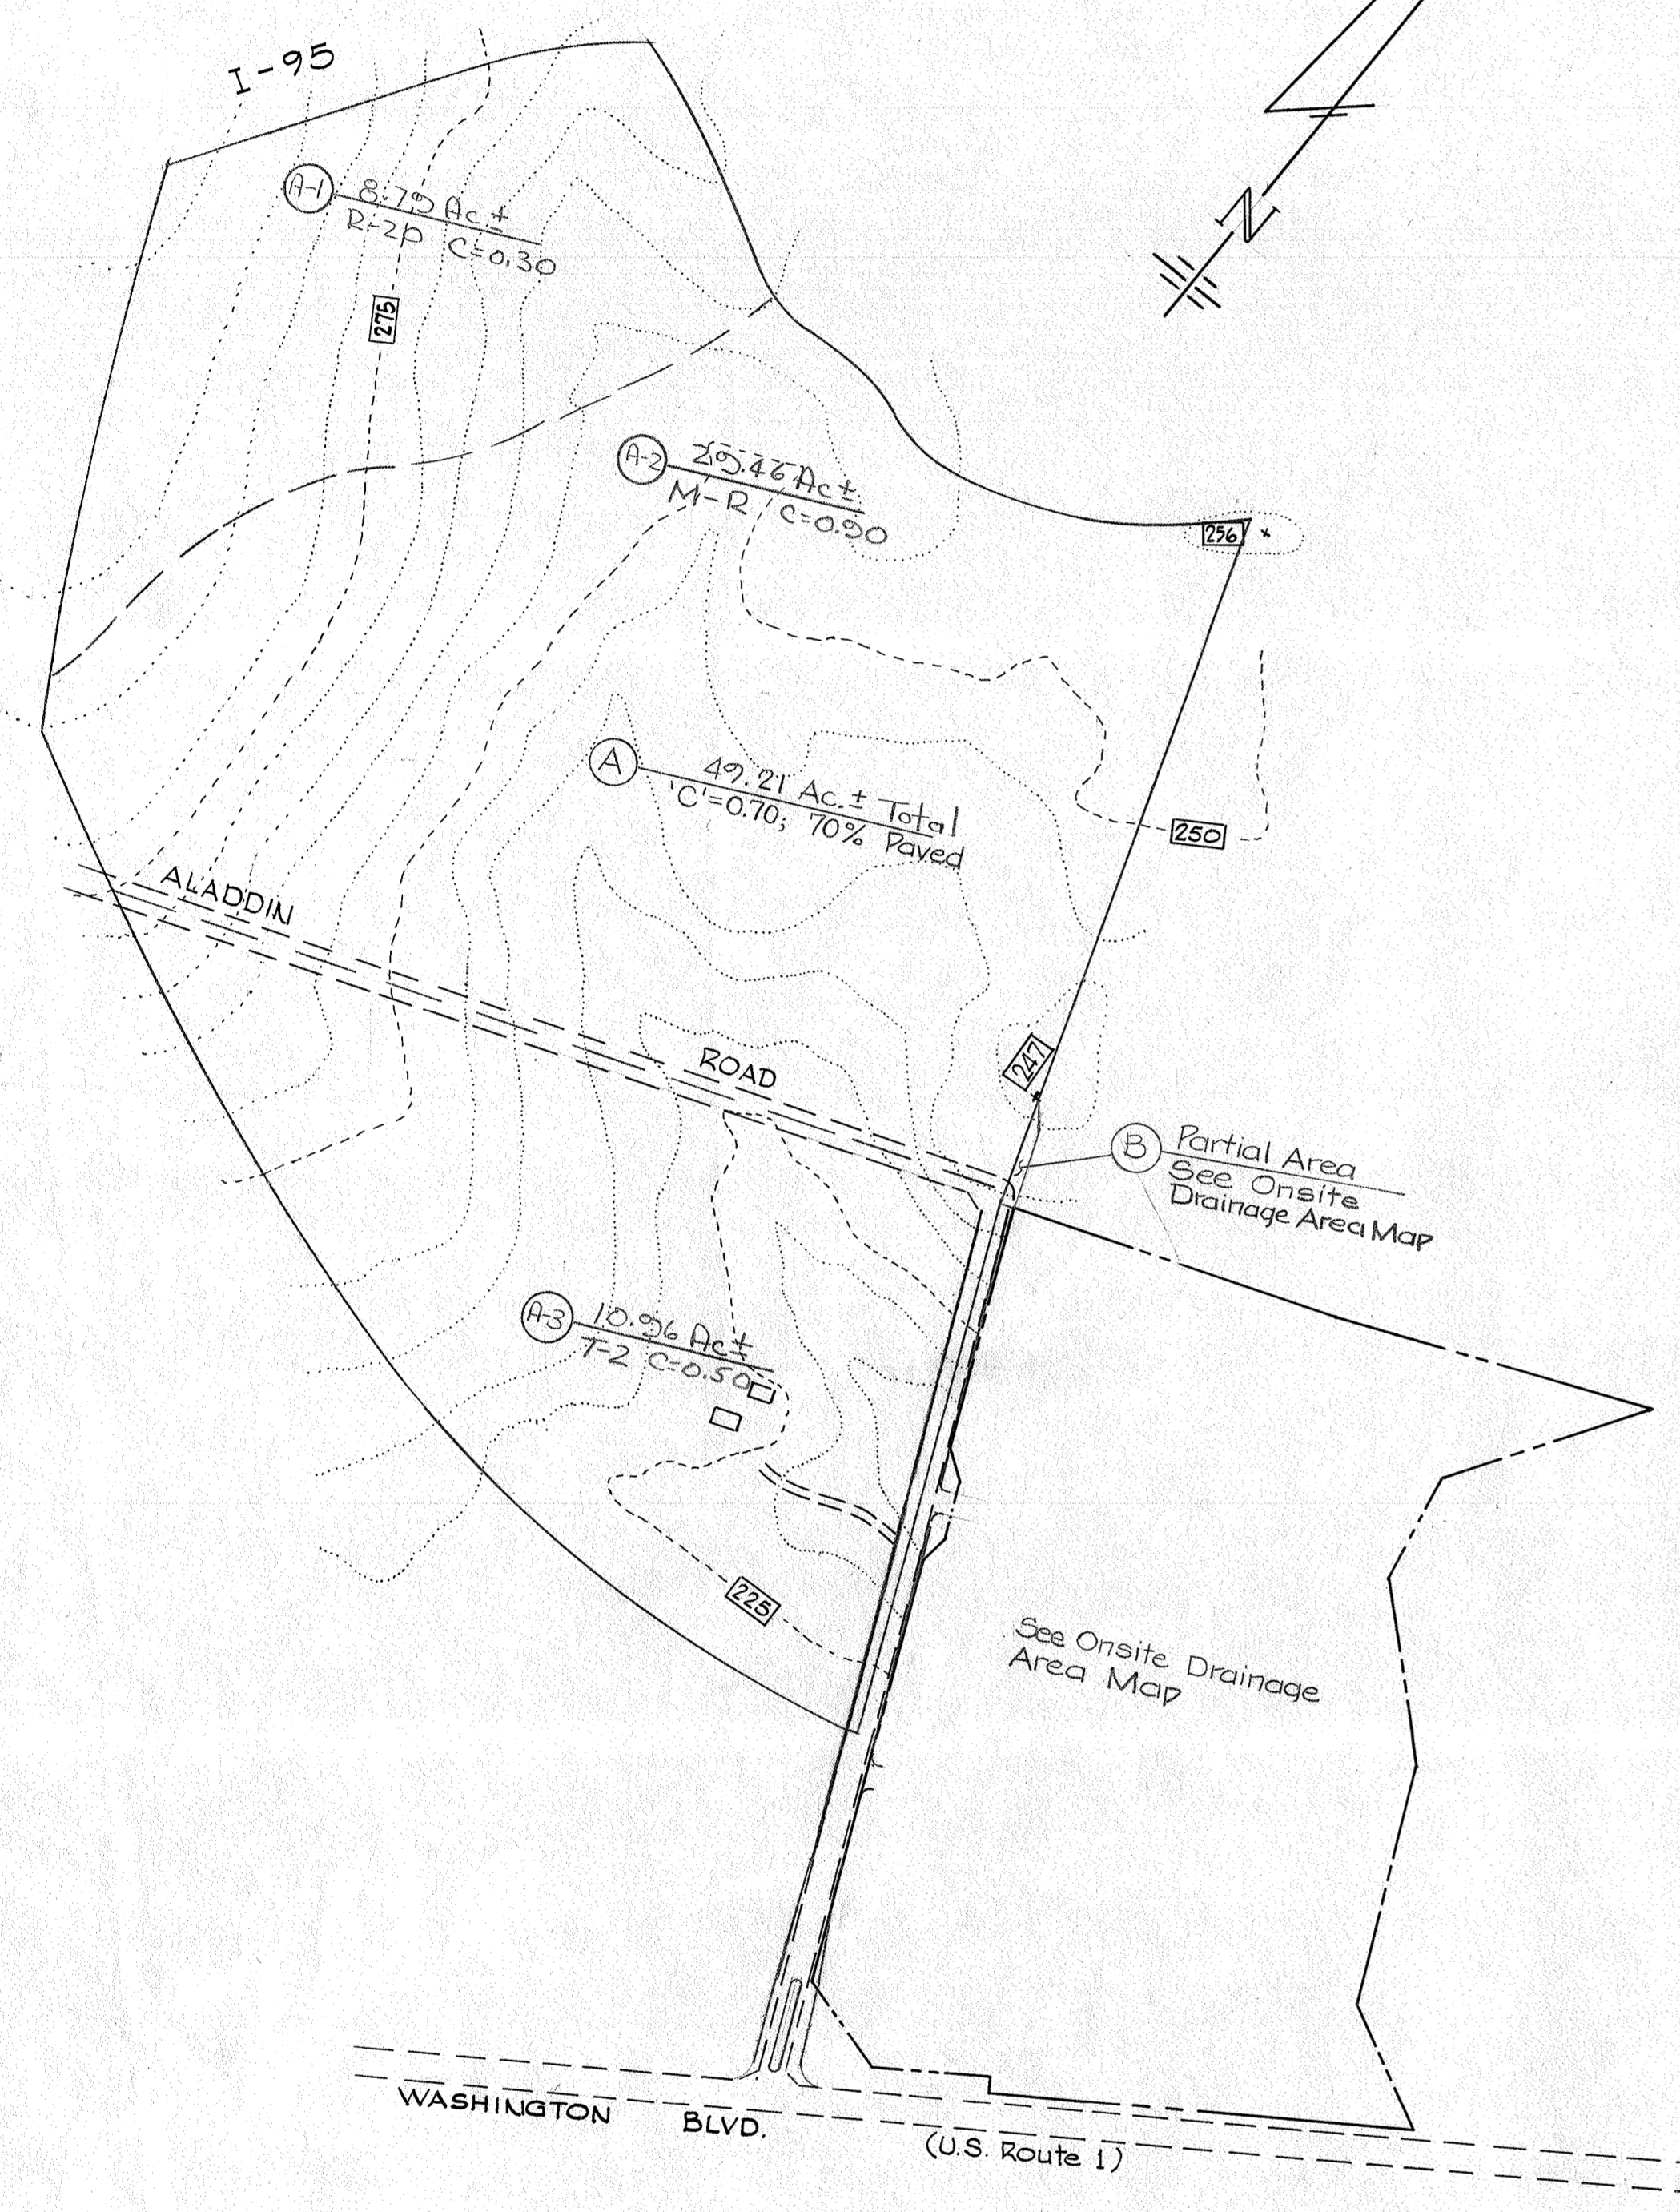 I-95
N
A-1 8.79 Ac ±
R-20 C=0.30
275
A-2 29.46 Ac ±
M-R C=0.90
256
A 49.21 Ac.± Total
'C'=0.70; 70% Paved
250
ALADDIN
ROAD
247
B Partial Area
See Onsite
Drainage Area Map
A-3 10.96 Ac±
T-2 C=0.50
225
See Onsite Drainage
Area Map
WASHINGTON BLVD.
(U.S. Route 1)